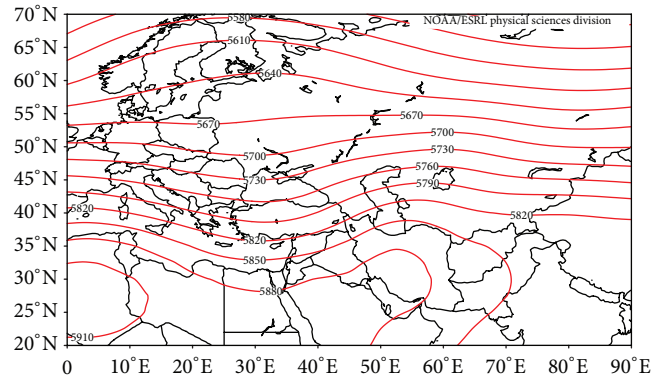 NOAA/ESRL physical sciences division
70°N
65°N
60°N
55°N
50°N
45°N
40°N
35°N
30°N
25°N
20°N
5580
5610
5640
5670
5670
5700
5700
5730
5730
5760
5790
5820
5820
5820
5850
5880
5910
0
10°E
20°E
30°E
40°E
50°E
60°E
70°E
80°E
90°E